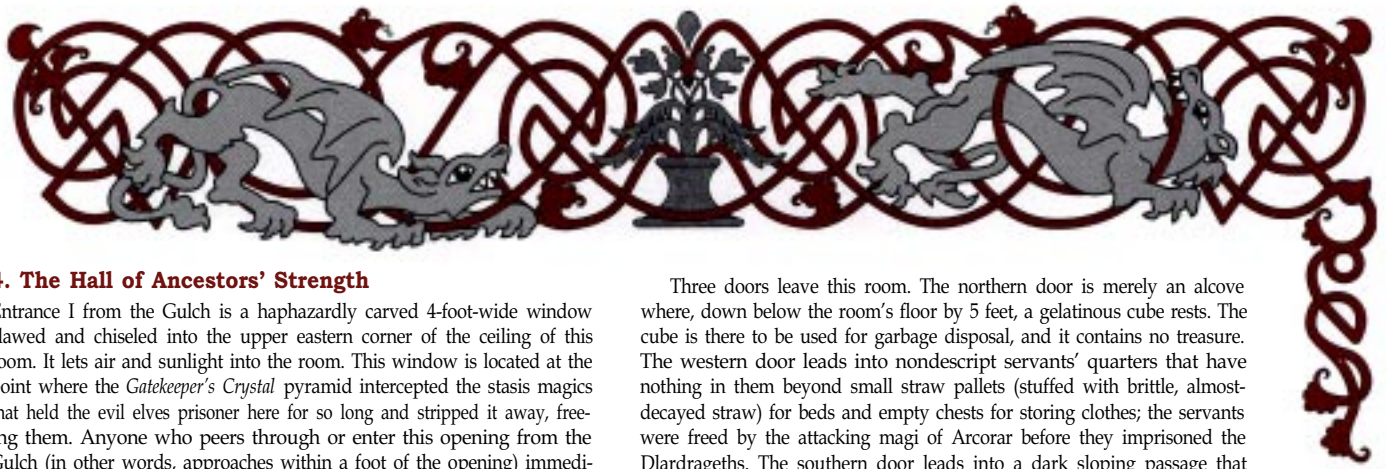 4. The Hall of Ancestors' Strength
Entrance I from the Gulch is a haphazardly carved 4-foot-wide window
clawed and chiseled into the upper eastern corner of the ceiling of this
room. It lets air and sunlight into the room. This window is located at the
point where the Gatekeeper's Crystal pyramid intercepted the stasis magics
that held the evil elves prisoner here for so long and stripped it away, free-
ing them. Anyone who peers through or enter this opening from the
Gulch (in other words, approaches within a foot of the opening) immedi-
Three doors leave this room. The northern door is merely an alcove
where, down below the room's floor by 5 feet, a gelatinous cube rests. The
cube is there to be used for garbage disposal, and it contains no treasure.
The western door leads into nondescript servants' quarters that have
nothing in them beyond small straw pallets (stuffed with brittle, almost-
decayed straw) for beds and empty chests for storing clothes; the servants
were freed by the attacking magi of Arcorar before they imprisoned the
Dlardrageths. The southern door leads into a dark sloping passage that